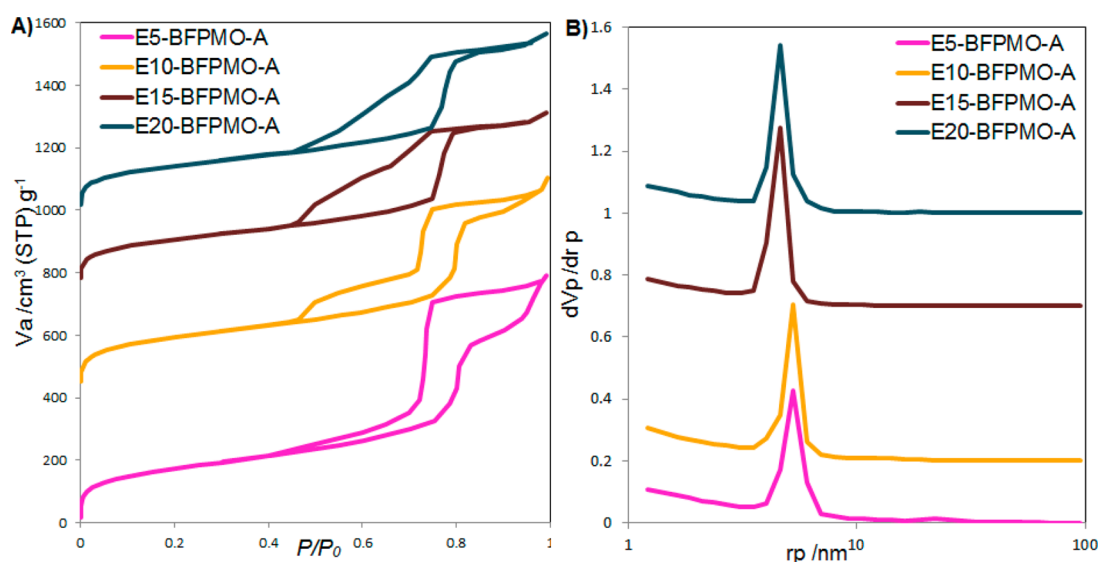 A)
E5-BFPMO-A
E10-BFPMO-A
E15-BFPMO-A
E20-BFPMO-A
Va /cm³ (STP) g⁻¹
1600
1400
1200
1000
800
600
400
200
0
0
0.2
0.4
0.6
0.8
1
P/P₀
B)
E5-BFPMO-A
E10-BFPMO-A
E15-BFPMO-A
E20-BFPMO-A
dVp /dr p
1.6
1.4
1.2
1
0.8
0.6
0.4
0.2
0
1
10
100
rp /nm